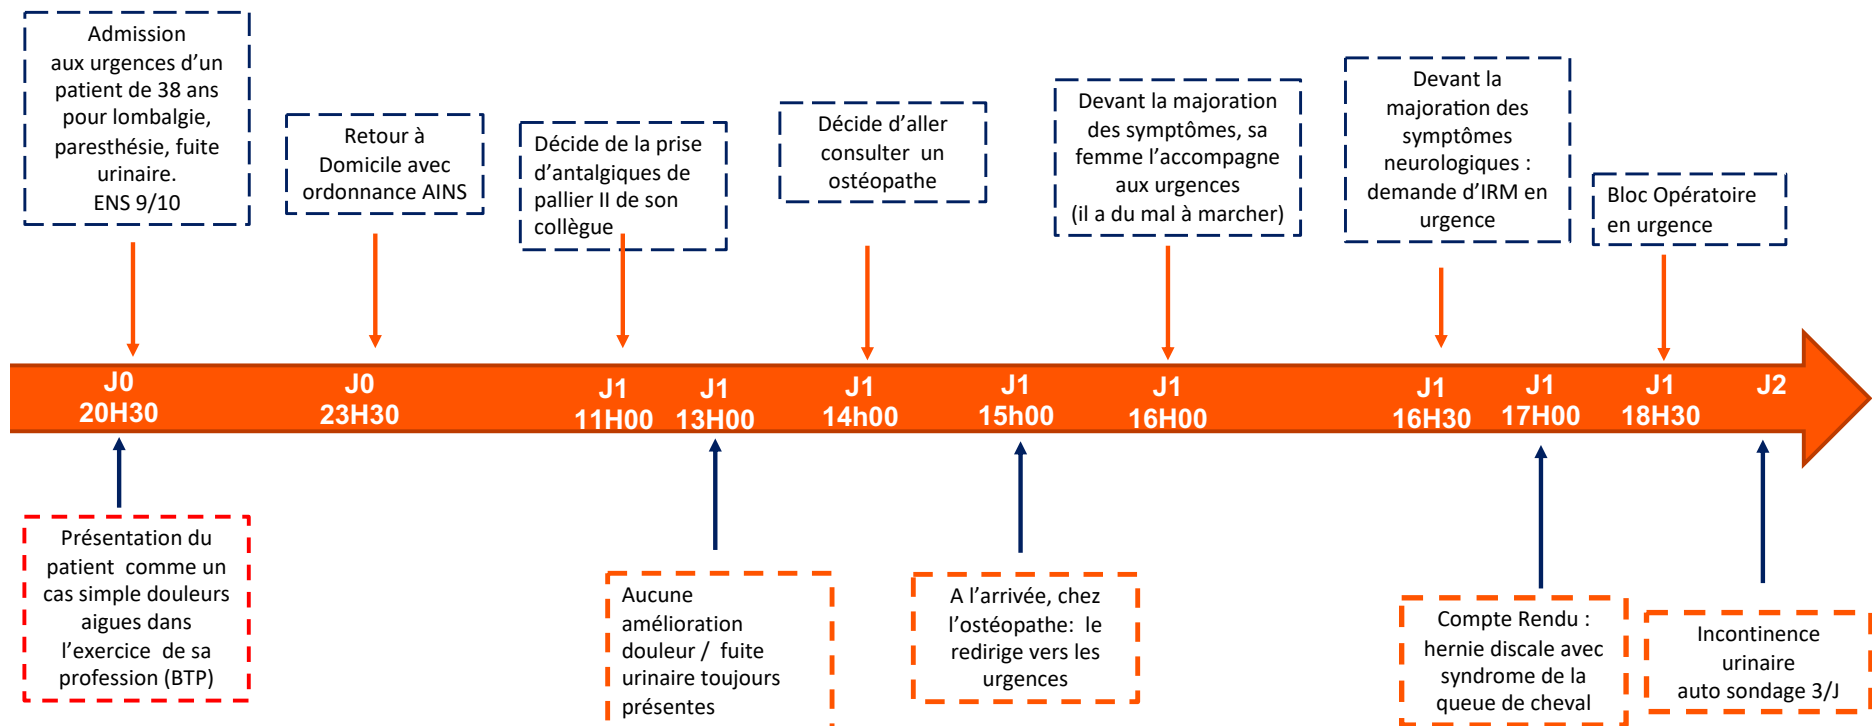 Admission
aux urgences d’un
patient de 38 ans
pour lombalgie,
paresthésie, fuite
urinaire.
ENS 9/10
Retour à
Domicile avec
ordonnance AINS
Décide de la prise
d’antalgiques de
pallier II de son
collègue
Décide d’aller
consulter un
ostéopathe
Devant la majoration
des symptômes, sa
femme l’accompagne
aux urgences
(il a du mal à marcher)
Devant la
majoration des
symptômes
neurologiques :
demande d’IRM en
urgence
Bloc Opératoire
en urgence
J0
20H30
J0
23H30
J1
11H00
J1
13H00
J1
14h00
J1
15h00
J1
16H00
J1
16H30
J1
17H00
J1
18H30
J2
Présentation du
patient comme un
cas simple douleurs
aigues dans
l’exercice de sa
profession (BTP)
Aucune
amélioration
douleur / fuite
urinaire toujours
présentes
A l’arrivée, chez
l’ostéopathe: le
redirige vers les
urgences
Compte Rendu :
hernie discale avec
syndrome de la
queue de cheval
Incontinence
urinaire
auto sondage 3/J